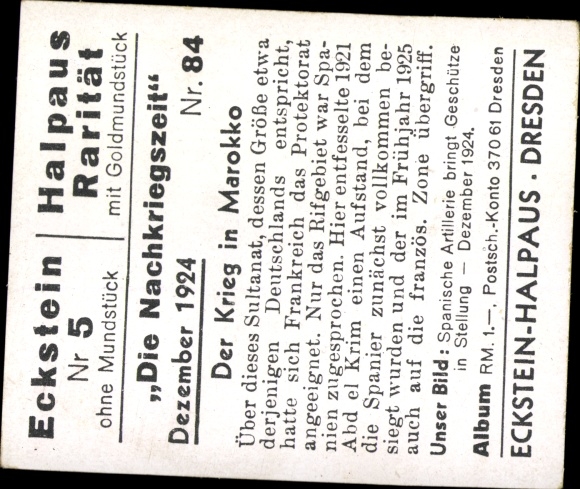 Eckstein
Nr 5
ohne Mundstück
Halpaus
Rarität
mit Goldmundstück
„Die Nachkriegszeit“
Dezember 1924
Nr. 84
Der Krieg in Marokko
Über dieses Sultanat, dessen Größe etwa
derjenigen Deutschlands entspricht,
hatte sich Frankreich das Protektorat
angeeignet. Nur das Rifgebiet war Spa-
nien zugesprochen. Hier entfesselte 1921
Abd el Krim einen Aufstand, bei dem
die Spanier zunächst vollkommen be-
siegt wurden und der im Frühjahr 1925
auch auf die französ. Zone übergriff.
Unser Bild: Spanische Artillerie bringt Geschütze
in Stellung — Dezember 1924.
Album RM. 1.—, Postsch.-Konto 370 61 Dresden
ECKSTEIN-HALPAUS · DRESDEN